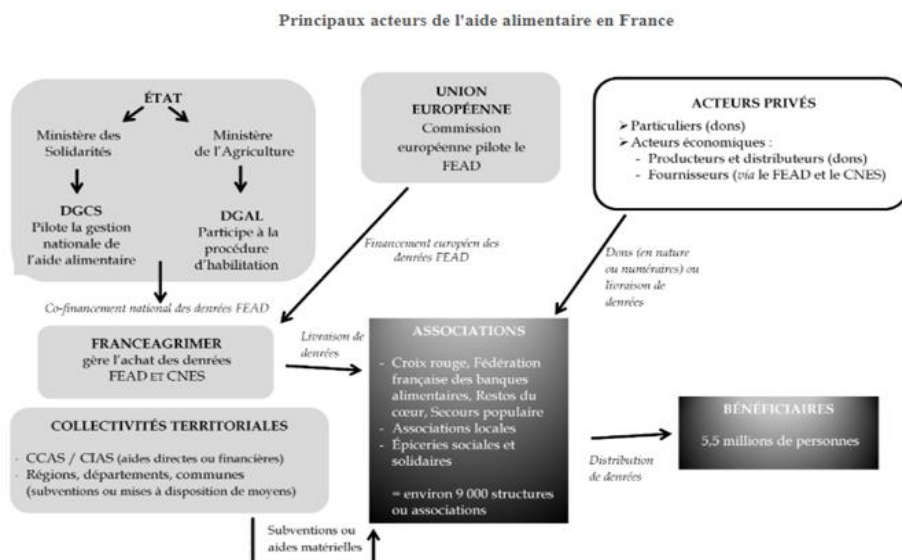 Principaux acteurs de l'aide alimentaire en France
ÉTAT
Ministère des
Solidarités
Ministère
de l'Agriculture
DGCS
Pilote la gestion
nationale de
l'aide alimentaire
DGAL
Participe à la
procédure
d'habilitation
UNION
EUROPÉENNE
Commission
européenne pilote le
FEAD
ACTEURS PRIVÉS
➤ Particuliers (dons)
➤ Acteurs économiques :
- Producteurs et distributeurs (dons)
- Fournisseurs (via le FEAD et le CNES)
Financement européen des
denrées FEAD
Dons (en nature
ou numéraires) ou
livraison de
denrées
Co-financement national des denrées FEAD
FRANCEAGRIMER
gère l'achat des denrées
FEAD ET CNES
Livraison de
denrées
ASSOCIATIONS
- Croix rouge, Fédération
française des banques
alimentaires, Restos du
cœur, Secours populaire
- Associations locales
- Épiceries sociales et
solidaires
= environ 9 000 structures
ou associations
BÉNÉFICIAIRES
5,5 millions de personnes
Distribution
de denrées
COLLECTIVITÉS TERRITORIALES
- CCAS / CIAS (aides directes ou financières)
- Régions, départements, communes
(subventions ou mises à disposition de moyens)
Subventions ou
aides matérielles